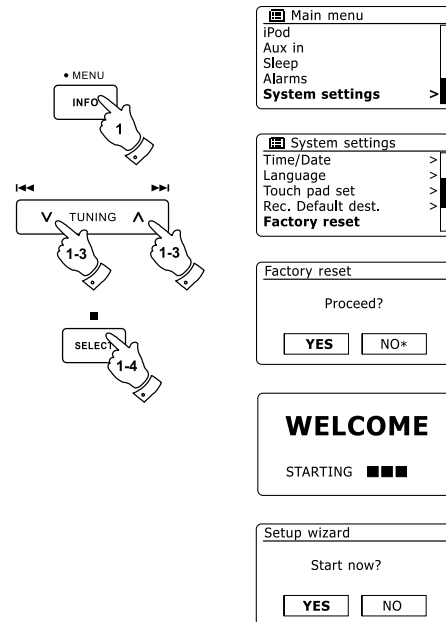 • MENU
INFO
1
TUNING
1-3
1-3
SELECT
1-4
Main menu
iPod
Aux in
Sleep
Alarms
System settings >
System settings
Time/Date >
Language >
Touch pad set >
Rec. Default dest. >
Factory reset
Factory reset
Proceed?
YES NO*
WELCOME
STARTING
Setup wizard
Start now?
YES NO